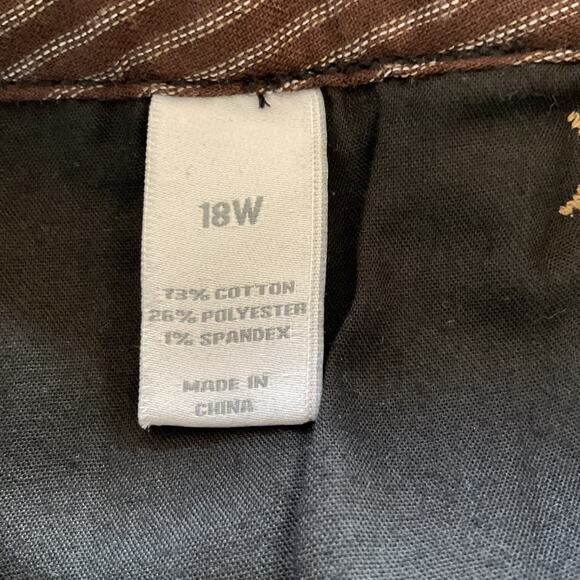 18W
73% COTTON
26% POLYESTER
1% SPANDEX
MADE IN
CHINA